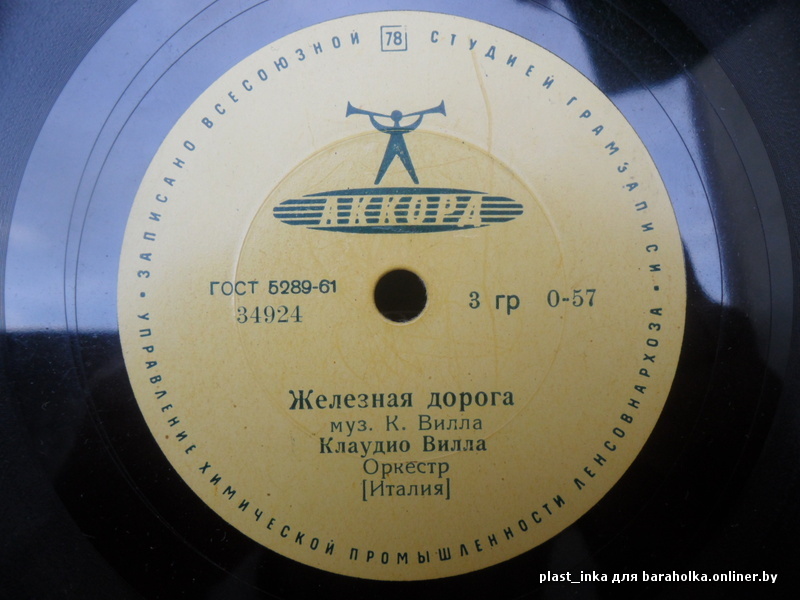 ЗАПИСАНО ВСЕСОЮЗНОЙ 78 СТУДИЕЙ ГРАМЗАПИСИ
АККОРД
ГОСТ 5289-61
34924
3 гр 0-57
Железная дорога
муз. К. Вилла
Клаудио Вилла
Оркестр
[Италия]
• УПРАВЛЕНИЕ ХИМИЧЕСКОЙ ПРОМЫШЛЕННОСТИ ЛЕНСОВНАРХОЗА •
plast_inka для baraholka.onliner.by